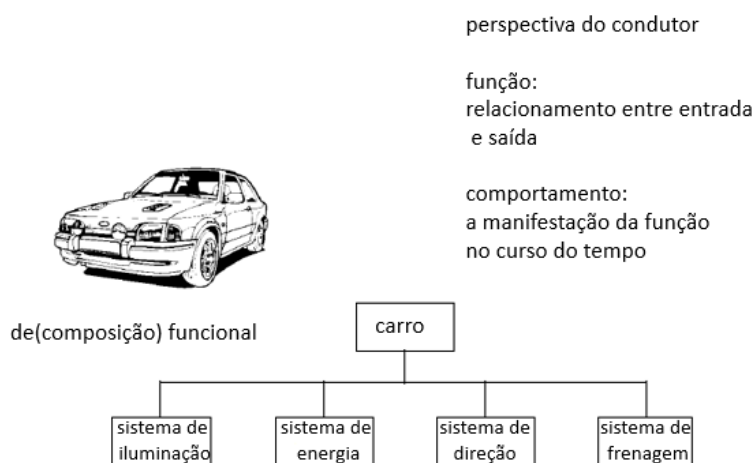 perspectiva do condutor
função:
relacionamento entre entrada
e saída
comportamento:
a manifestação da função
no curso do tempo
de(composição) funcional
carro
sistema de
iluminação
sistema de
energia
sistema de
direção
sistema de
frenagem